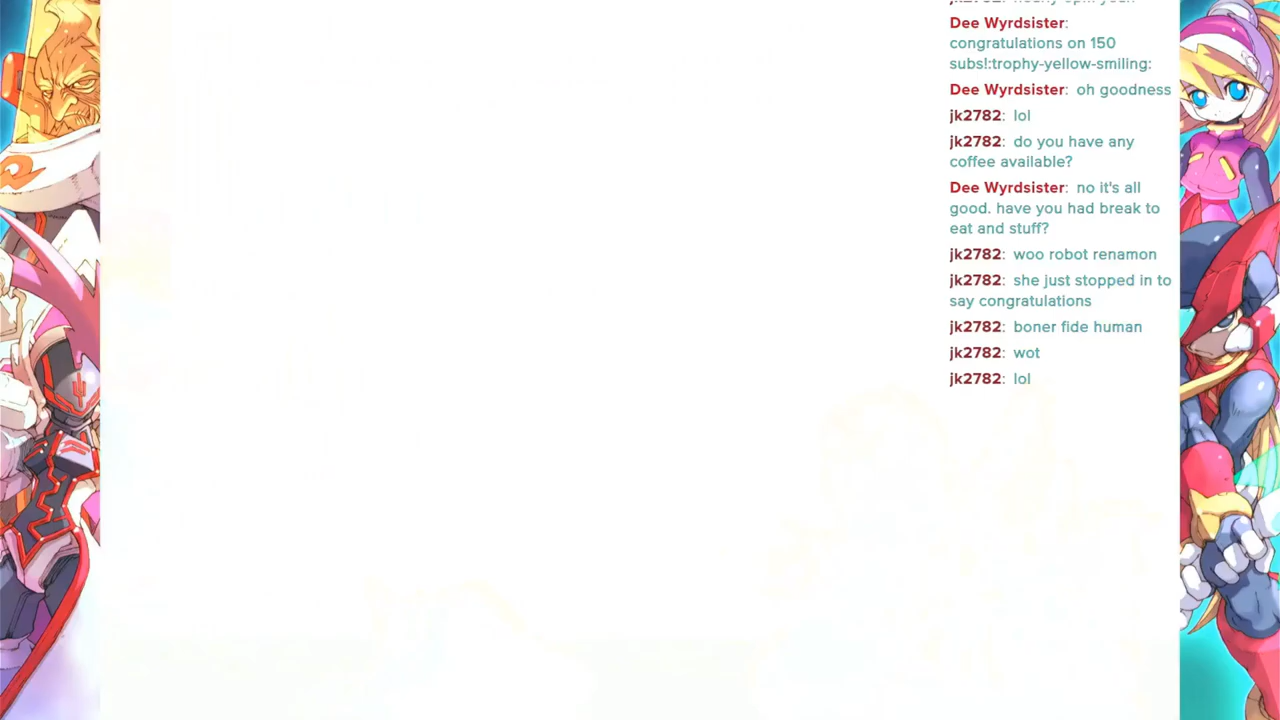 Dee Wyrdsister:
congratulations on 150
subs!:trophy-yellow-smiling:
Dee Wyrdsister: oh goodness
jk2782: lol
jk2782: do you have any
coffee available?
Dee Wyrdsister: no it's all
good. have you had break to
eat and stuff?
jk2782: woo robot renamon
jk2782: she just stopped in to
say congratulations
jk2782: boner fide human
jk2782: wot
jk2782: lol